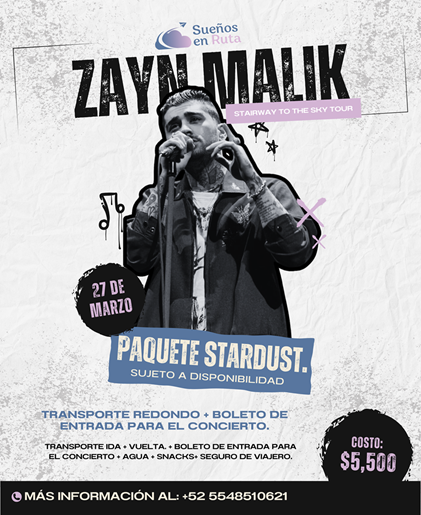 Sueños
en Ruta
ZAYN MALIK
STAIRWAY TO THE SKY TOUR
27 DE
MARZO
PAQUETE STARDUST.
SUJETO A DISPONIBILIDAD
TRANSPORTE REDONDO + BOLETO DE
ENTRADA PARA EL CONCIERTO.
TRANSPORTE IDA + VUELTA. + BOLETO DE ENTRADA PARA
EL CONCIERTO + AGUA + SNACKS+ SEGURO DE VIAJERO.
COSTO:
$5,500
MÁS INFORMACIÓN AL: +52 5548510621